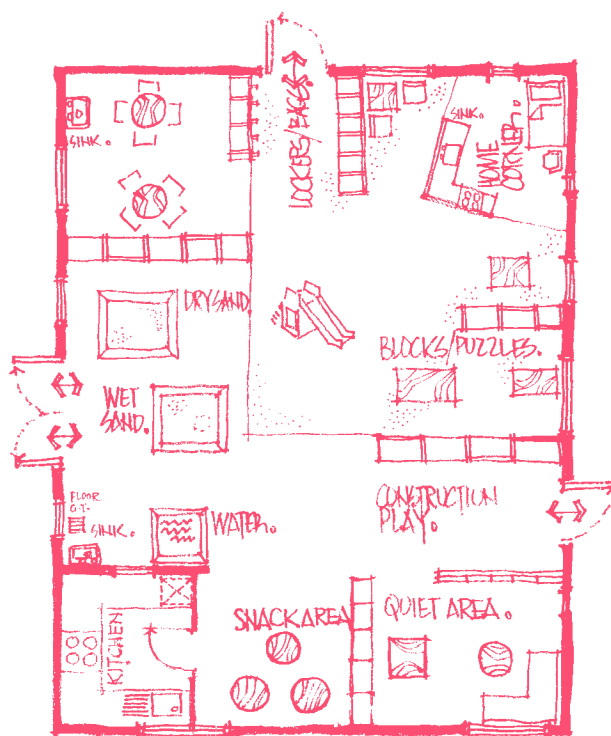 LOCKERS/BAGS.
SINK.
HOME
CORNER.
SINK.
DRY SAND
BLOCKS/PUZZLES.
WET
SAND.
FLOOR
SINK.
WATER.
CONSTRUCTION
PLAY.
SNACK AREA
QUIET AREA.
KITCHEN